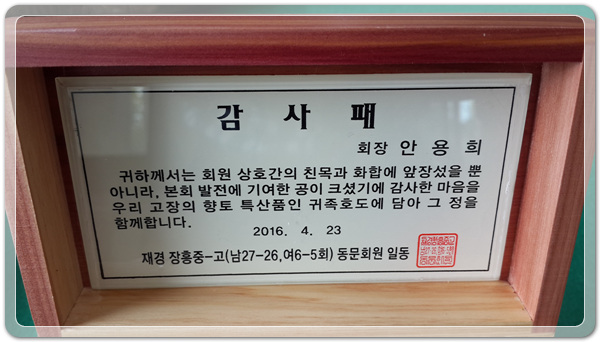 감 사 패
회장 안 용 희
귀하께서는 회원 상호간의 친목과 화합에 앞장섰을 뿐
아니라, 본회 발전에 기여한 공이 크셨기에 감사한 마음을
우리 고장의 향토 특산품인 귀족호도에 담아 그 정을
함께합니다.
2016. 4. 23
재경 장흥중-고(남27-26,여6-5회) 동문회원 일동